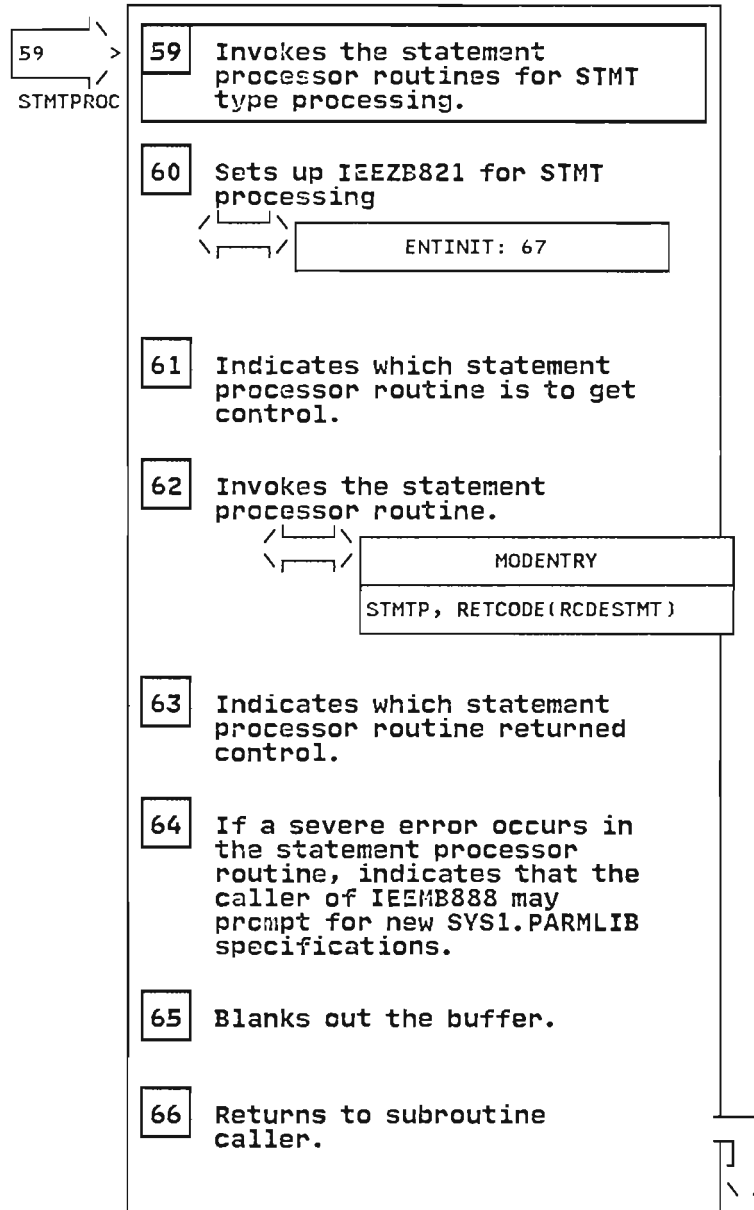 59 >
STMTPROC
59 Invokes the statement
processor routines for STMT
type processing.
60 Sets up IEEZB821 for STMT
processing
ENTINIT: 67
61 Indicates which statement
processor routine is to get
control.
62 Invokes the statement
processor routine.
MODENTRY
STMTP, RETCODE(RCDESTMT)
63 Indicates which statement
processor routine returned
control.
64 If a severe error occurs in
the statement processor
routine, indicates that the
caller of IEEMB888 may
prompt for new SYS1.PARMLIB
specifications.
65 Blanks out the buffer.
66 Returns to subroutine
caller.